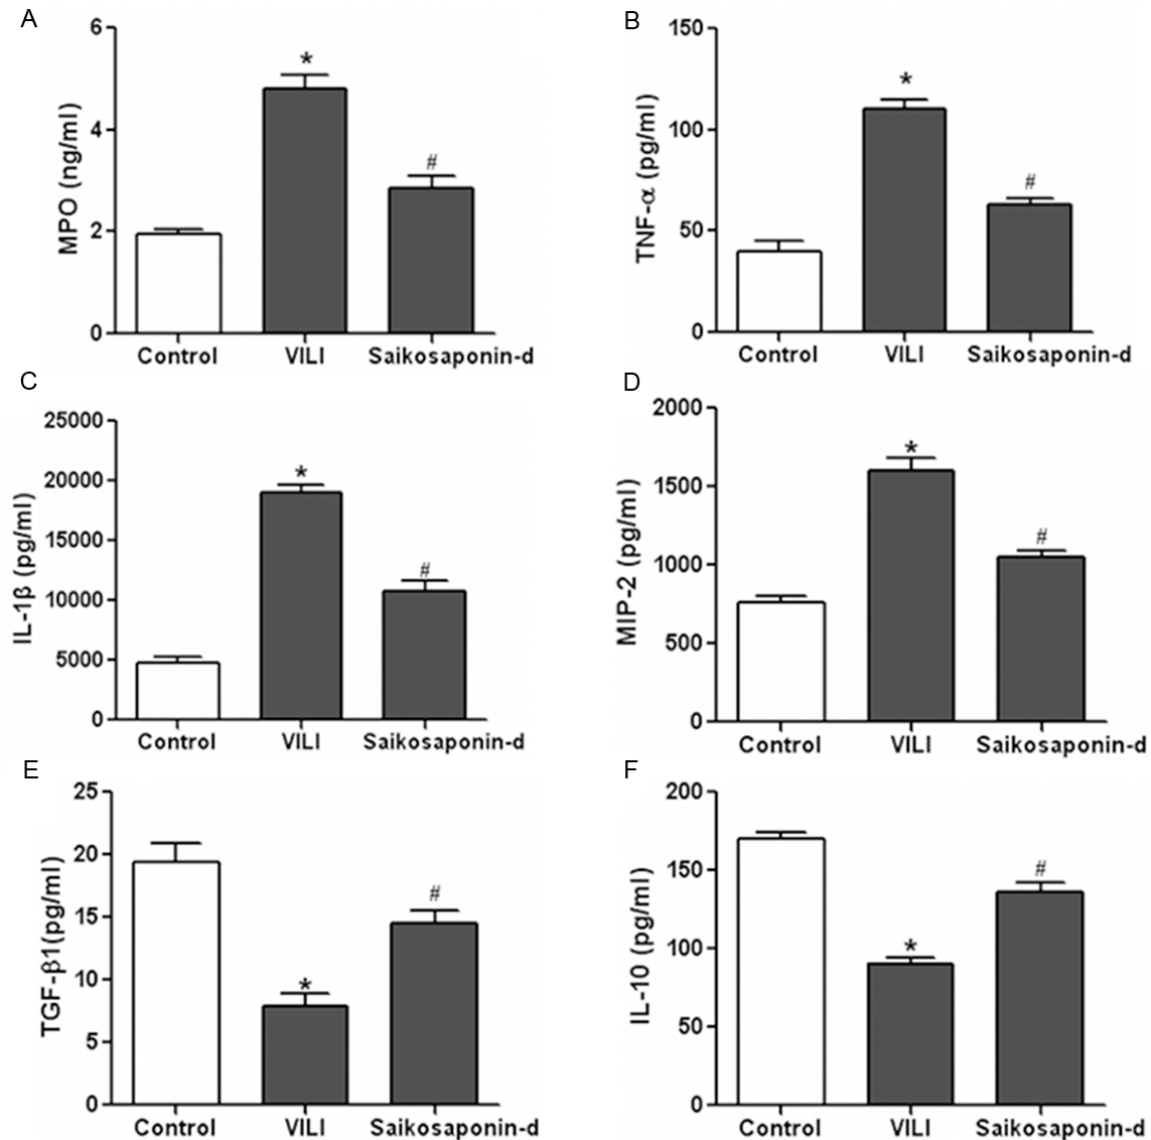 A
MPO (ng/ml)
6
4
2
0
*
#
Control VILI Saikosaponin-d
B
TNF-α (pg/ml)
150
100
50
0
*
#
Control VILI Saikosaponin-d
C
IL-1β (pg/ml)
25000
20000
15000
10000
5000
0
*
#
Control VILI Saikosaponin-d
D
MIP-2 (pg/ml)
2000
1500
1000
500
0
*
#
Control VILI Saikosaponin-d
E
TGF-β1(pg/ml)
25
20
15
10
5
0
*
#
Control VILI Saikosaponin-d
F
IL-10 (pg/ml)
200
150
100
50
0
*
#
Control VILI Saikosaponin-d